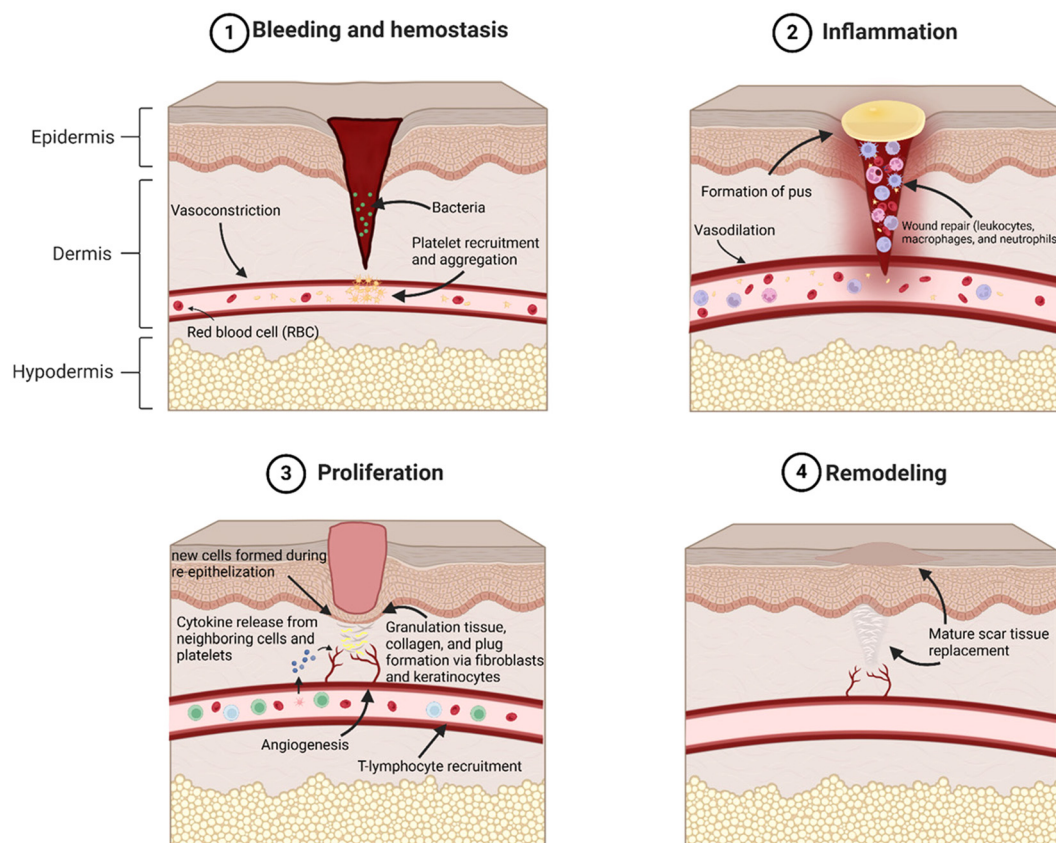 1 Bleeding and hemostasis
Epidermis
Dermis
Hypodermis
Vasoconstriction
Bacteria
Platelet recruitment
and aggregation
Red blood cell (RBC)
2 Inflammation
Formation of pus
Wound repair (leukocytes,
macrophages, and neutrophils
Vasodilation
3 Proliferation
new cells formed during
re-epithelization
Cytokine release from
neighboring cells and
platelets
Granulation tissue,
collagen, and plug
formation via fibroblasts
and keratinocytes
Angiogenesis
T-lymphocyte recruitment
4 Remodeling
Mature scar tissue
replacement